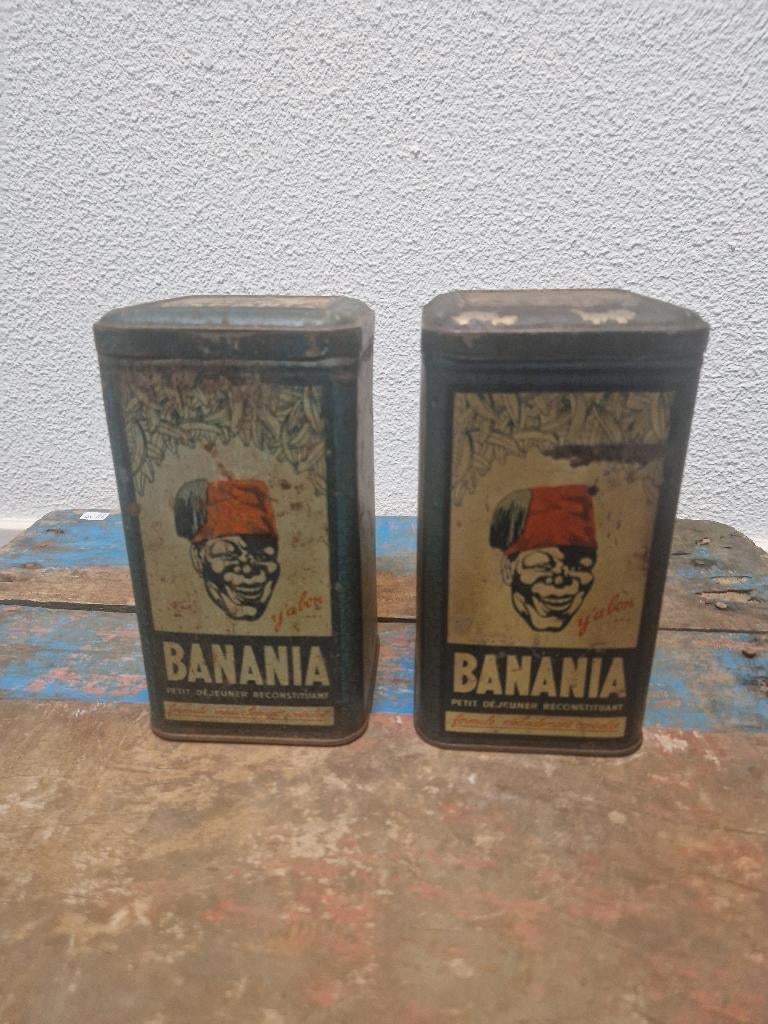 y'a bon
...
BANANIA
PETIT DÉJEUNER RECONSTITUANT
y'a bon
...
BANANIA
PETIT DÉJEUNER RECONSTITUANT